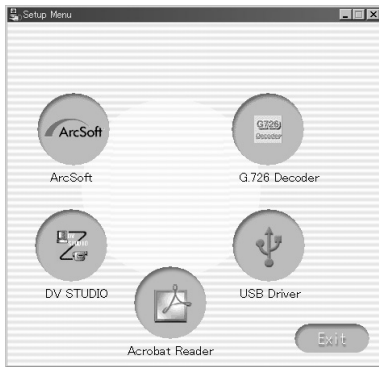 Setup Menu
ArcSoft
ArcSoft
G.726
Decoder
G.726 Decoder
DV STUDIO
USB Driver
Acrobat Reader
Exit